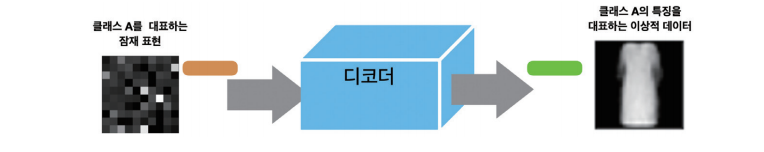 클래스 A를 대표하는
잠재 표현
디코더
클래스 A의 특징을
대표하는 이상적 데이터